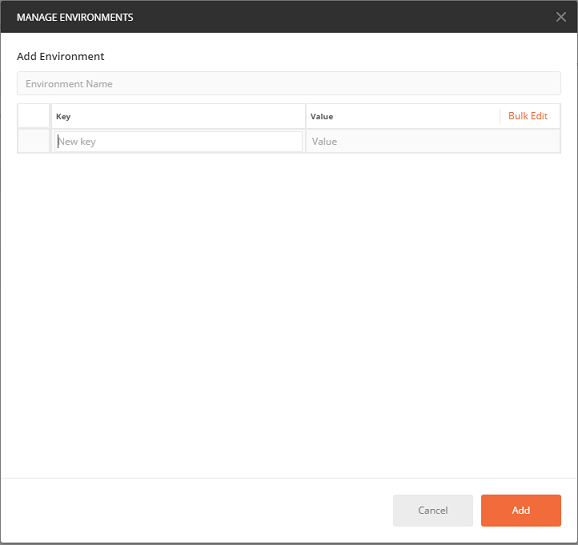 MANAGE ENVIRONMENTS
Add Environment
Environment Name
Key Value Bulk Edit
New key Value
Cancel Add